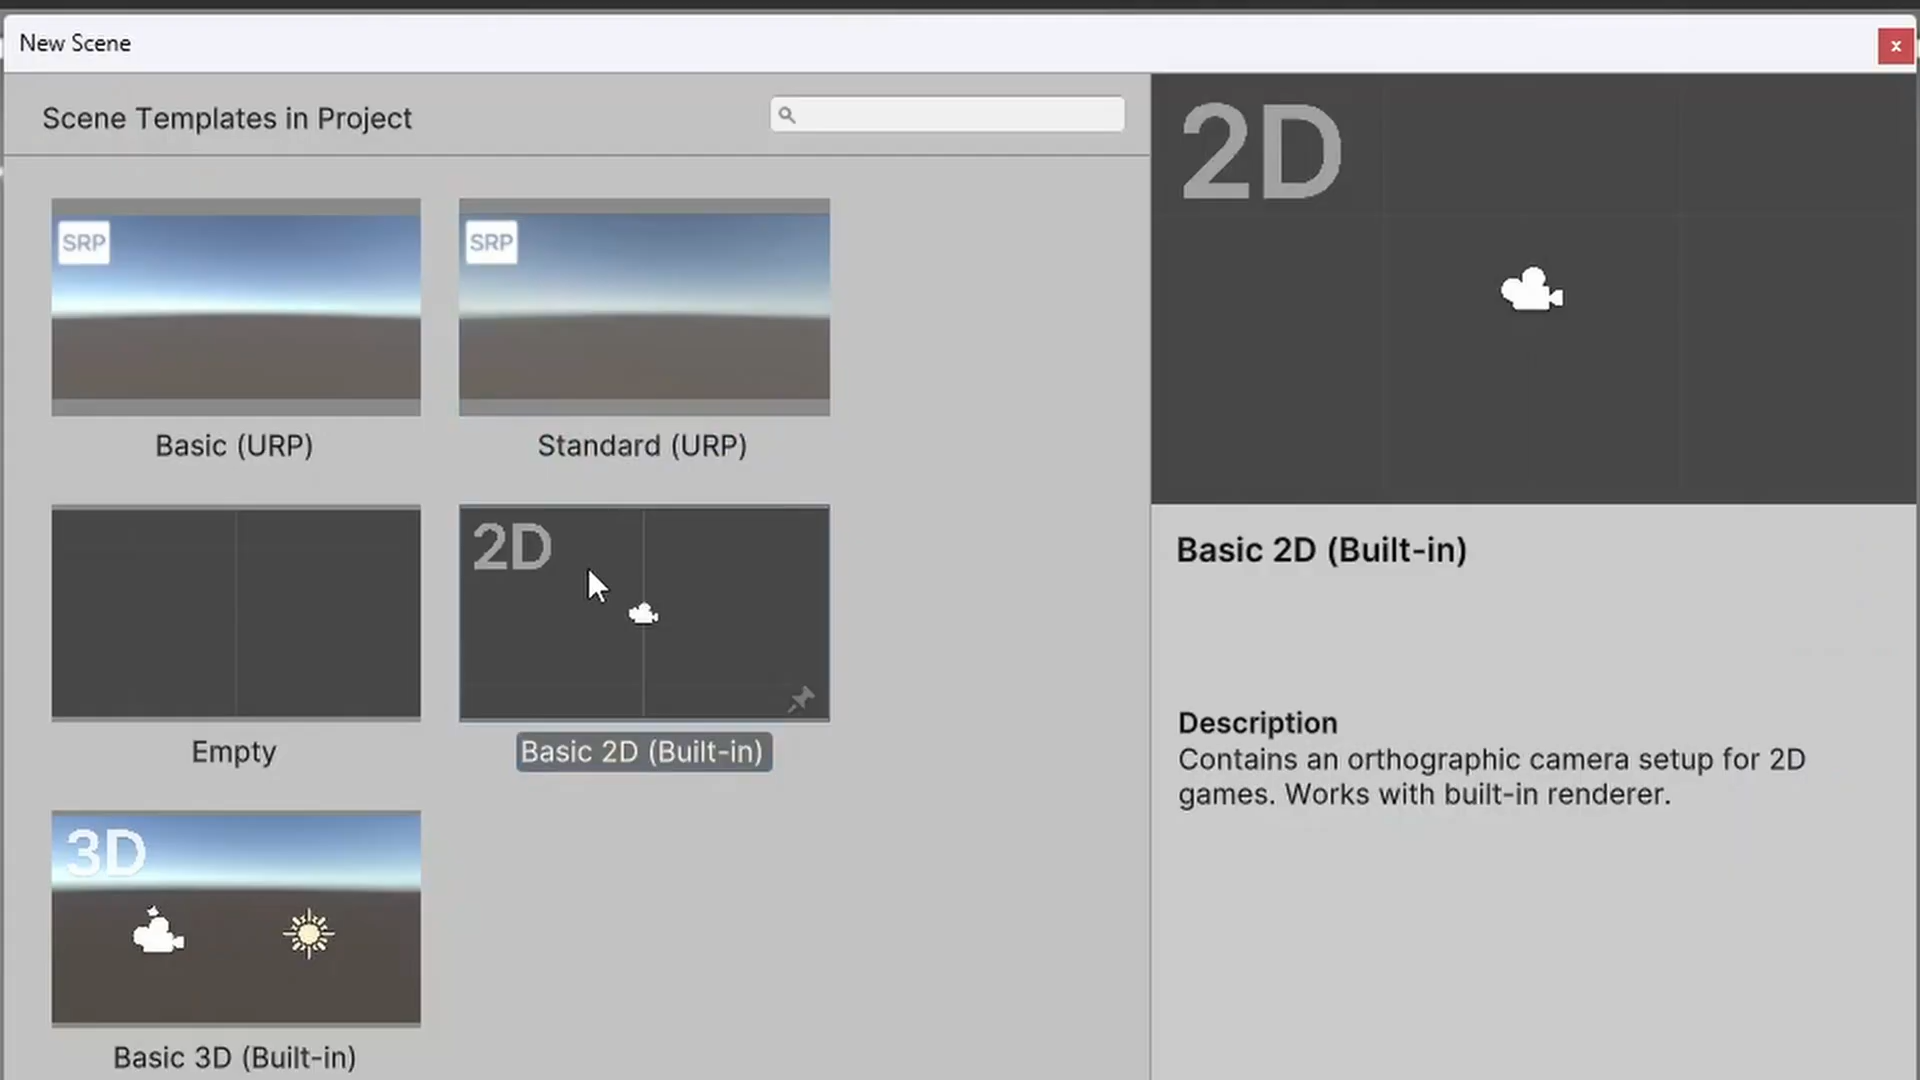 New Scene
x
Scene Templates in Project
SRP
SRP
Basic (URP)
Standard (URP)
2D
Empty
Basic 2D (Built-in)
3D
Basic 3D (Built-in)
2D
Basic 2D (Built-in)
Description
Contains an orthographic camera setup for 2D
games. Works with built-in renderer.